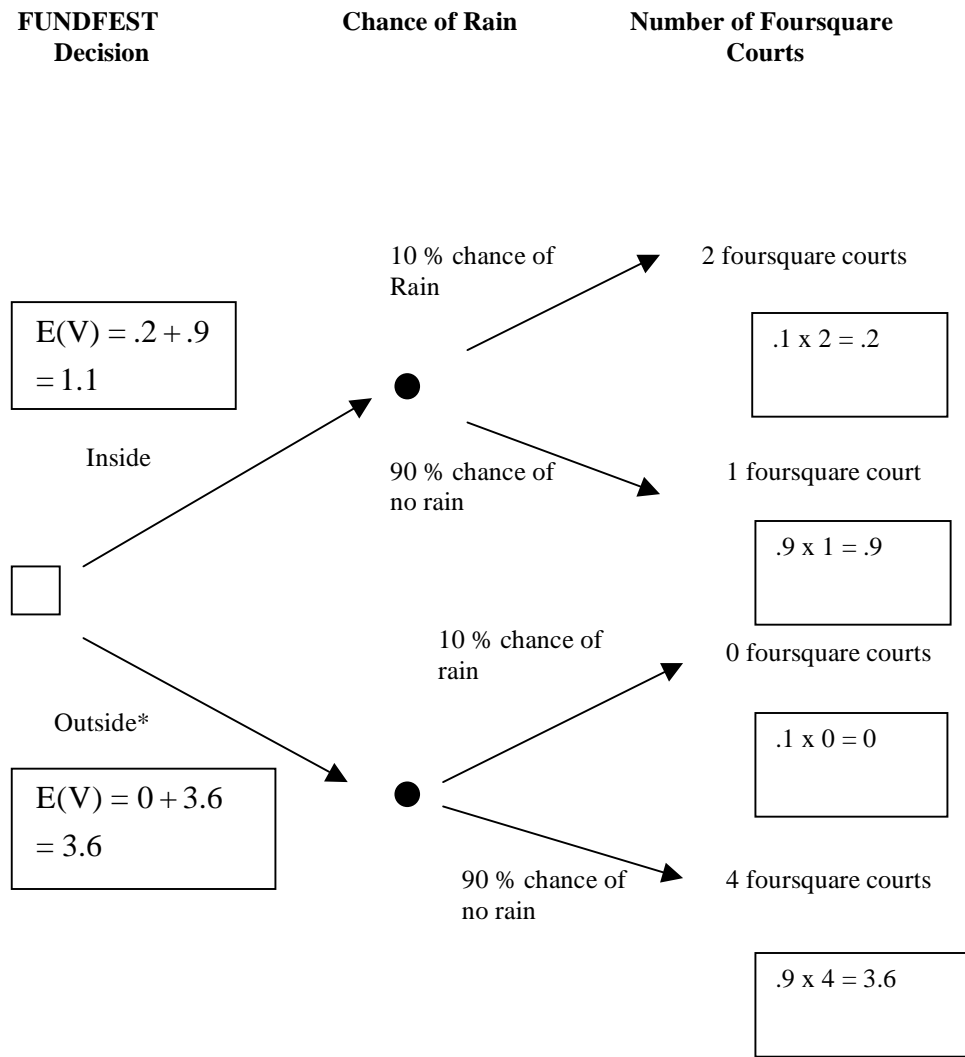 FUNDFEST Chance of Rain Number of Foursquare
Decision Courts
10 % chance of 2 foursquare courts
Rain
E(V) = .2 + .9
= 1.1
.1 x 2 = .2
Inside
90 % chance of 1 foursquare court
no rain
.9 x 1 = .9
10 % chance of 0 foursquare courts
rain
Outside*
.1 x 0 = 0
E(V) = 0 + 3.6
= 3.6
90 % chance of 4 foursquare courts
no rain
.9 x 4 = 3.6